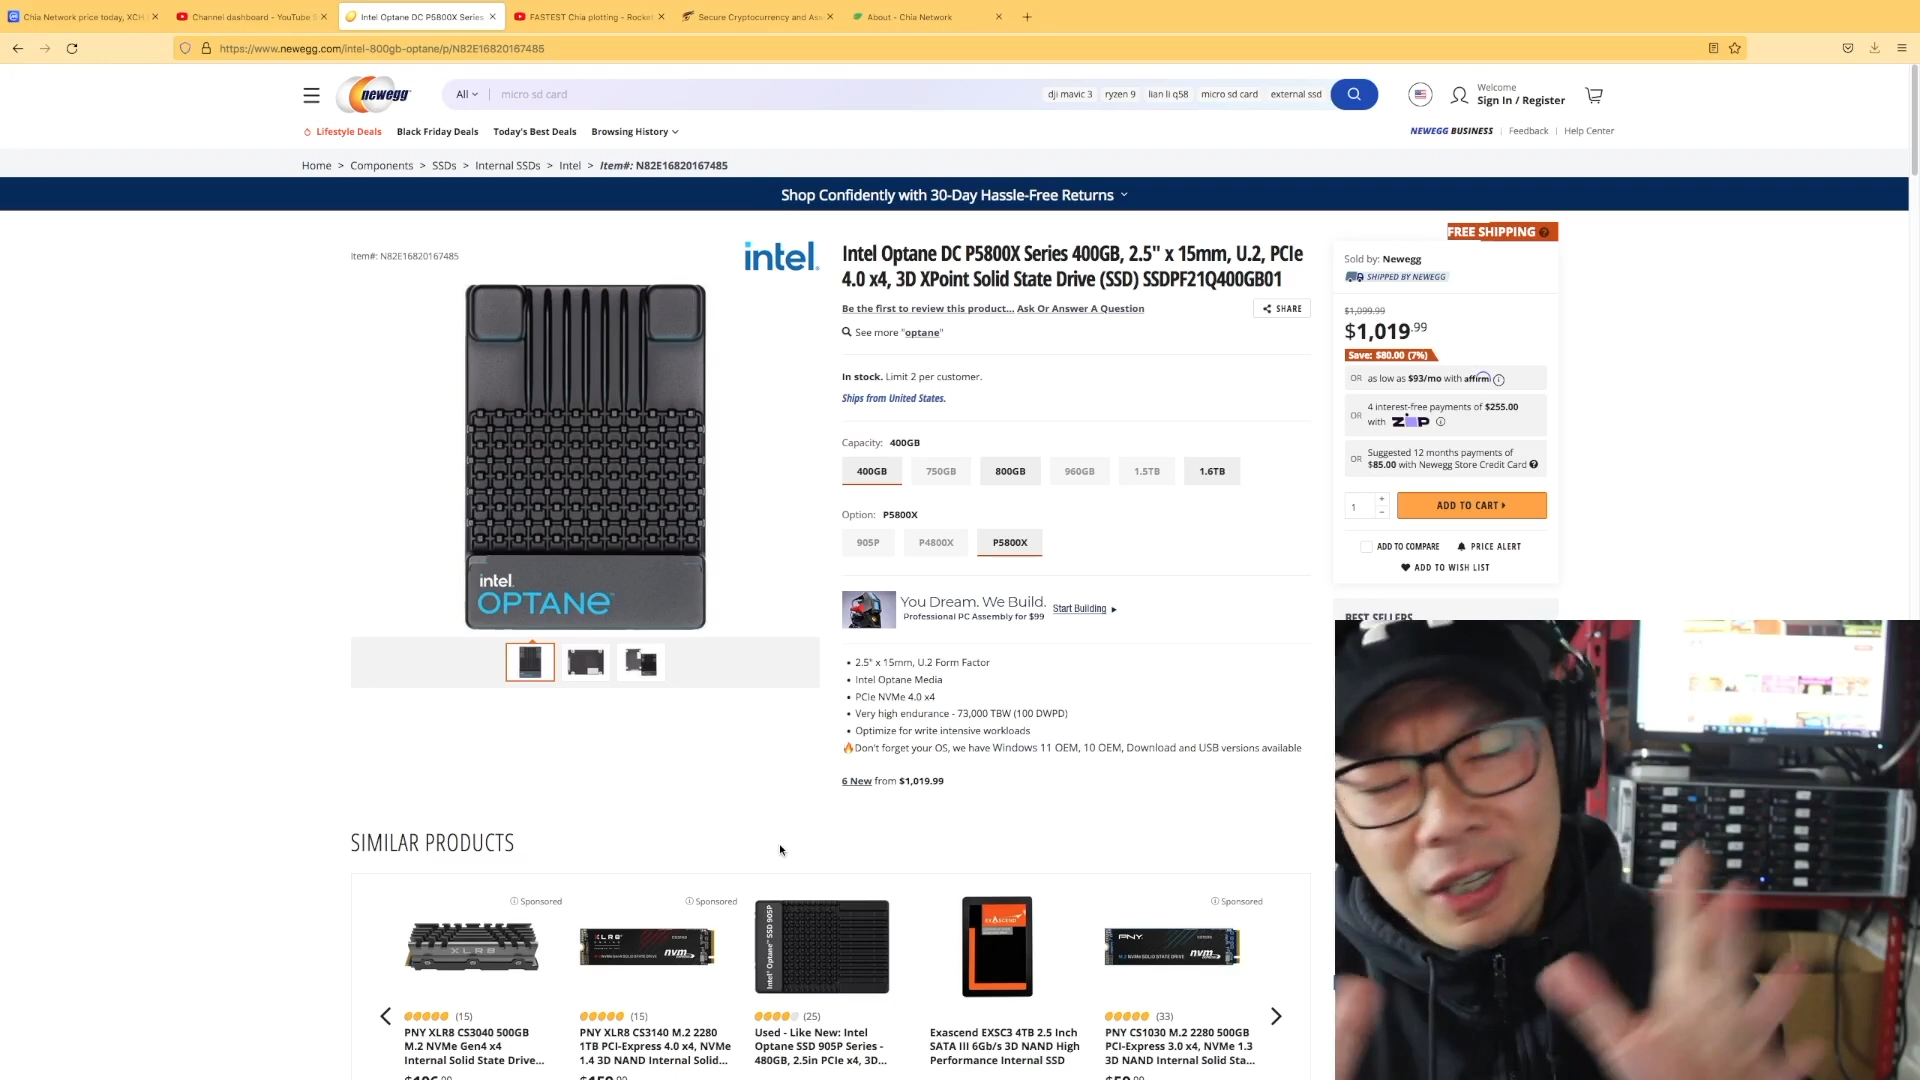 Chia Network price today, XCH
Channel dashboard - YouTube S
Intel Optane DC P5800X Series
FASTEST Chia plotting - Rocket
Secure Cryptocurrency and Ass
About - Chia Network
https://www.newegg.com/intel-800gb-optane/p/N82E16820167485
newegg
All
micro sd card
dji mavic 3
ryzen 9
lian li q58
micro sd card
external ssd
Welcome
Sign In / Register
Lifestyle Deals
Black Friday Deals
Today's Best Deals
Browsing History
NEWEGG BUSINESS
Feedback
Help Center
Home > Components > SSDs > Internal SSDs > Intel > Item#: N82E16820167485
Shop Confidently with 30-Day Hassle-Free Returns
Item#: N82E16820167485
intel.
intel.
OPTANE™
Intel Optane DC P5800X Series 400GB, 2.5" x 15mm, U.2, PCIe
4.0 x4, 3D XPoint Solid State Drive (SSD) SSDPF21Q400GB01
Be the first to review this product... Ask Or Answer A Question
SHARE
See more "optane"
In stock. Limit 2 per customer.
Ships from United States.
Capacity: 400GB
400GB 750GB 800GB 960GB 1.5TB 1.6TB
Option: P5800X
905P P4800X P5800X
You Dream. We Build.
Professional PC Assembly for $99
Start Building
• 2.5" x 15mm, U.2 Form Factor
• Intel Optane Media
• PCIe NVMe 4.0 x4
• Very high endurance - 73,000 TBW (100 DWPD)
• Optimize for write intensive workloads
🔥Don't forget your OS, we have Windows 11 OEM, 10 OEM, Download and USB versions available
6 New from $1,019.99
FREE SHIPPING
Sold by: Newegg
SHIPPED BY NEWEGG
$1,099.99
$1,019.99
Save: $80.00 (7%)
OR as low as $93/mo with affirm
4 interest-free payments of $255.00
OR with ZIP
Suggested 12 months payments of
OR $85.00 with Newegg Store Credit Card
1
+
−
ADD TO CART
ADD TO COMPARE
PRICE ALERT
ADD TO WISH LIST
BEST SELLERS
SIMILAR PRODUCTS
Sponsored
XLR8
(15)
PNY XLR8 CS3040 500GB
M.2 NVMe Gen4 x4
Internal Solid State Drive...
Sponsored
XLR8
nvm
(15)
PNY XLR8 CS3140 M.2 2280
1TB PCI-Express 4.0 x4, NVMe
1.4 3D NAND Internal Solid...
Intel® Optane™ SSD 905P
(25)
Used - Like New: Intel
Optane SSD 905P Series -
480GB, 2.5in PCIe x4, 3D...
EXASCEND
Exascend EXSC3 4TB 2.5 Inch
SATA III 6Gb/s 3D NAND High
Performance Internal SSD
Sponsored
PNY
nvm
(33)
PNY CS1030 M.2 2280 500GB
PCI-Express 3.0 x4, NVMe 1.3
3D NAND Internal Solid Sta...